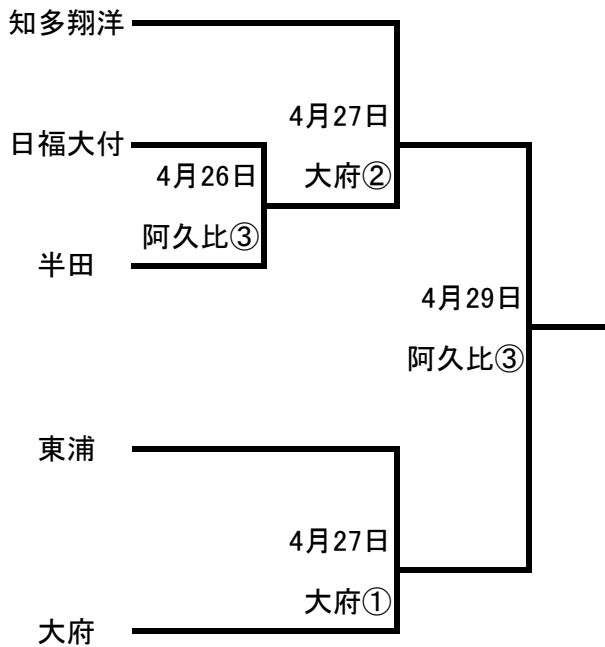 知多翔洋
4月27日
大府②
日福大付
4月26日
阿久比③
半田
4月29日
阿久比③
東浦
4月27日
大府①
大府